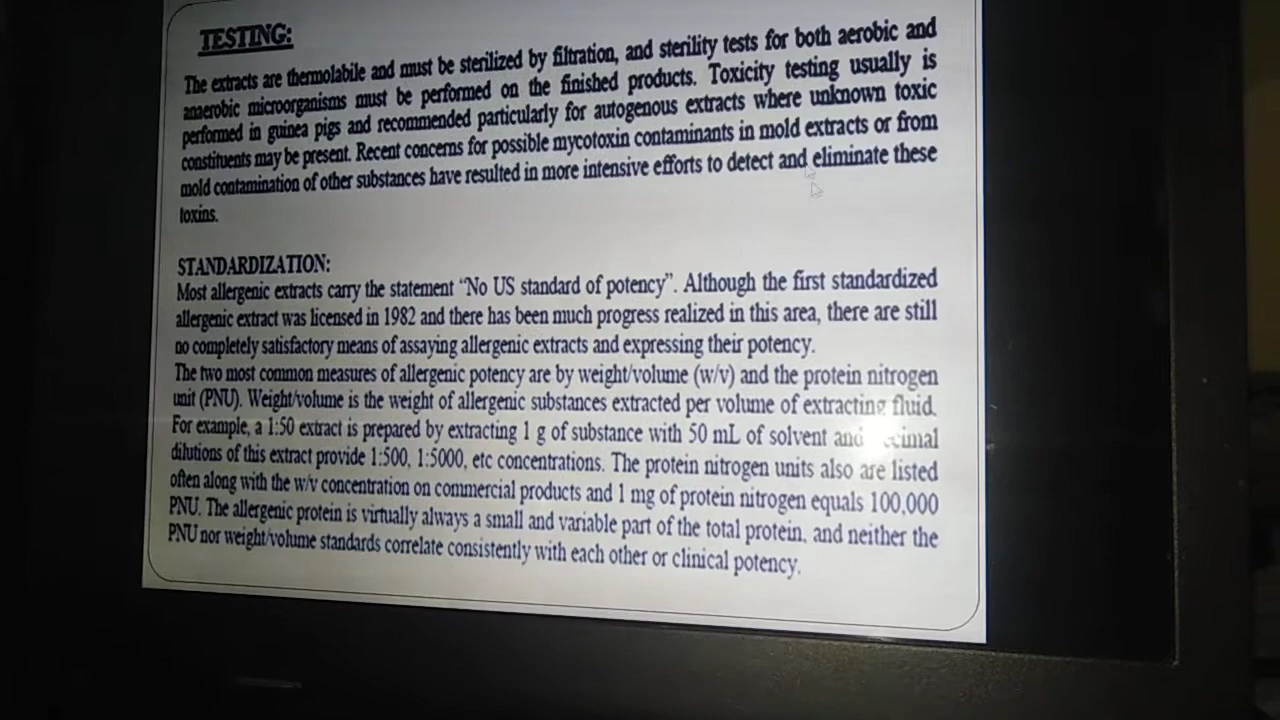 TESTING:
The extracts are thermolabile and must be sterilized by filtration, and sterility tests for both aerobic and
anaerobic microorganisms must be performed on the finished products. Toxicity testing usually is
performed in guinea pigs and recommended particularly for autogenous extracts where unknown toxic
constituents may be present. Recent concerns for possible mycotoxin contaminants in mold extracts or from
mold contamination of other substances have resulted in more intensive efforts to detect and eliminate these
toxins.
STANDARDIZATION:
Most allergenic extracts carry the statement “No US standard of potency”. Although the first standardized
allergenic extract was licensed in 1982 and there has been much progress realized in this area, there are still
no completely satisfactory means of assaying allergenic extracts and expressing their potency.
The two most common measures of allergenic potency are by weight/volume (w/v) and the protein nitrogen
unit (PNU). Weight/volume is the weight of allergenic substances extracted per volume of extracting fluid.
For example, a 1:50 extract is prepared by extracting 1 g of substance with 50 mL of solvent and
dilutions of this extract provide 1:500, 1:5000, etc concentrations. The protein nitrogen units also are listed
often along with the w/v concentration on commercial products and 1 mg of protein nitrogen equals 100,000
PNU. The allergenic protein is virtually always a small and variable part of the total protein, and neither the
PNU nor weight/volume standards correlate consistently with each other or clinical potency.